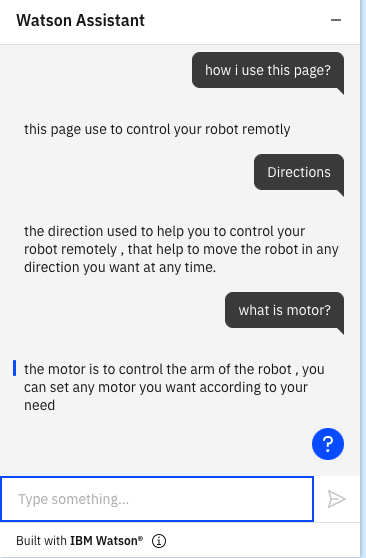 Watson Assistant
how i use this page?
this page use to control your robot remotly
Directions
the direction used to help you to control your
robot remotely , that help to move the robot in any
direction you want at any time.
what is motor?
the motor is to control the arm of the robot , you
can set any motor you want according to your
need
?
Type something...
Built with IBM Watson®